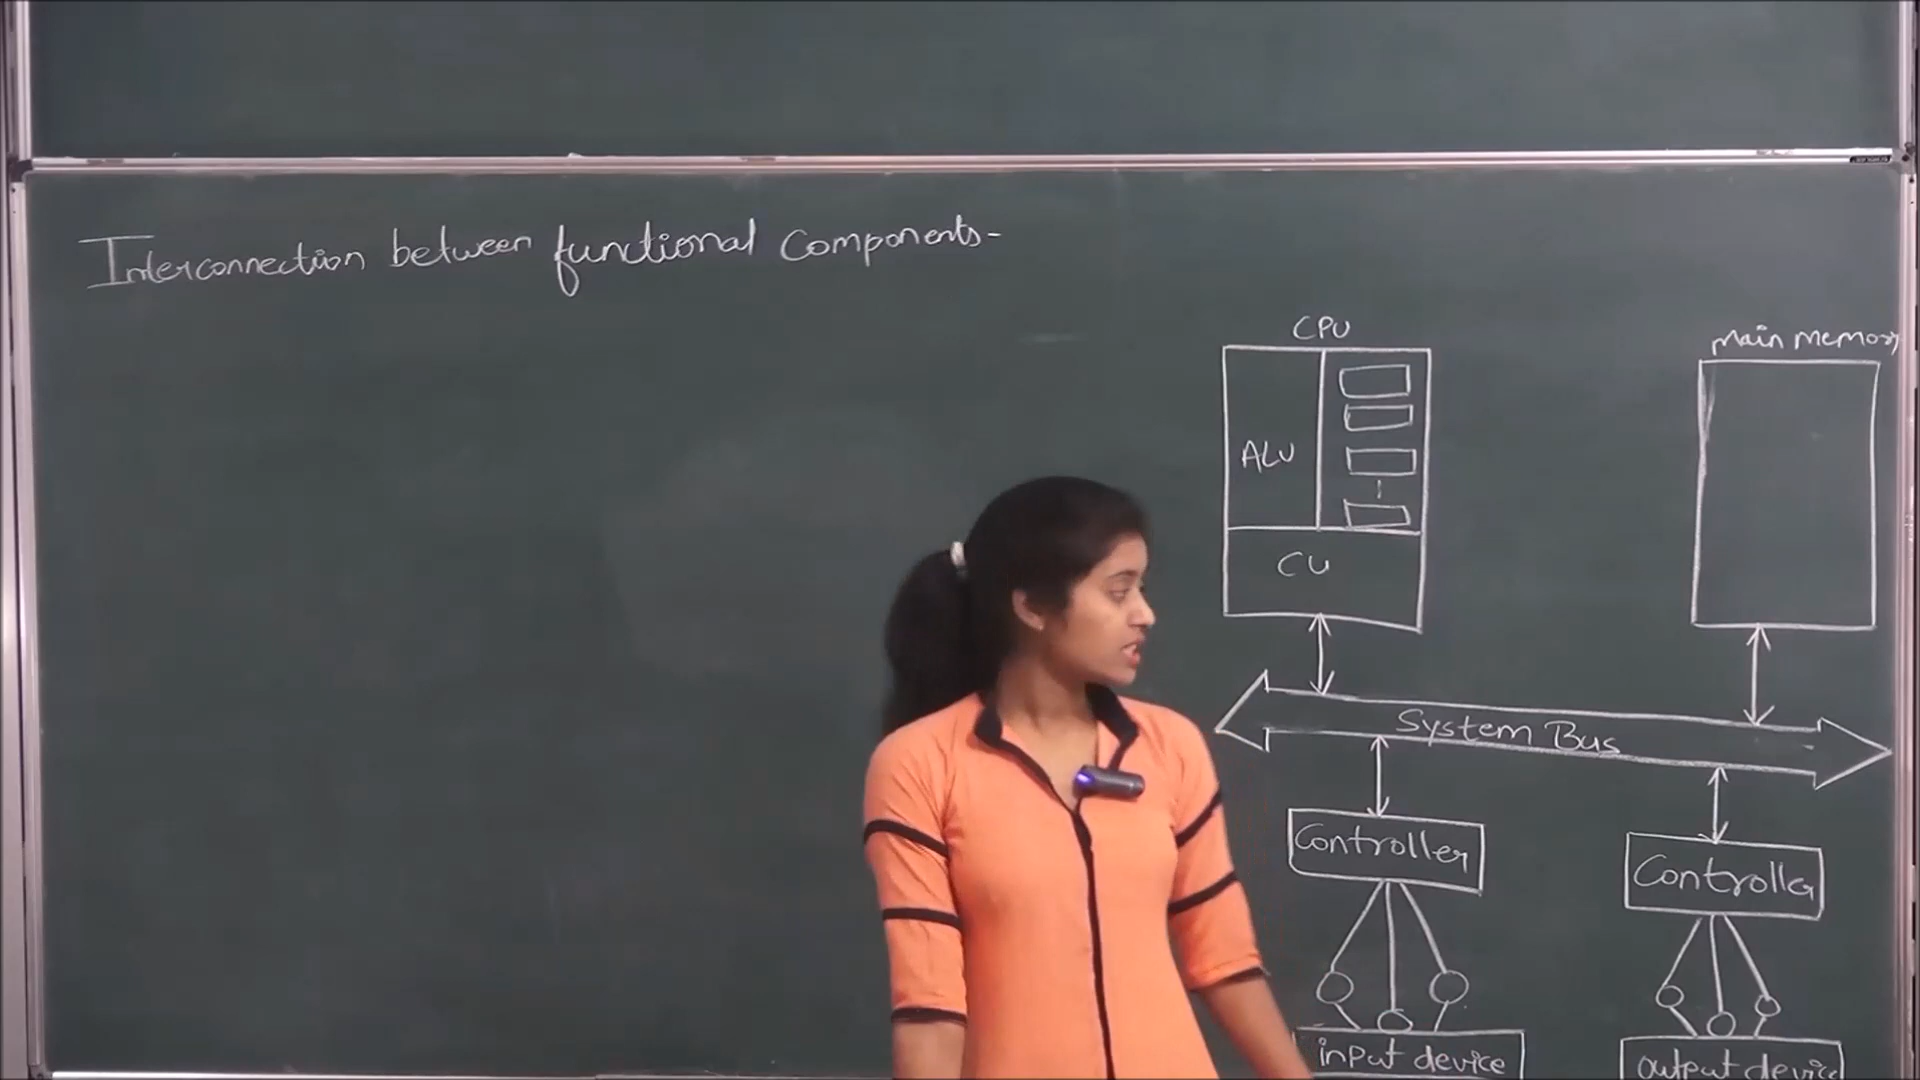 Interconnection between functional Components-
CPU
Main memory
ALU
CU
System Bus
Controller
Controller
input device
output device